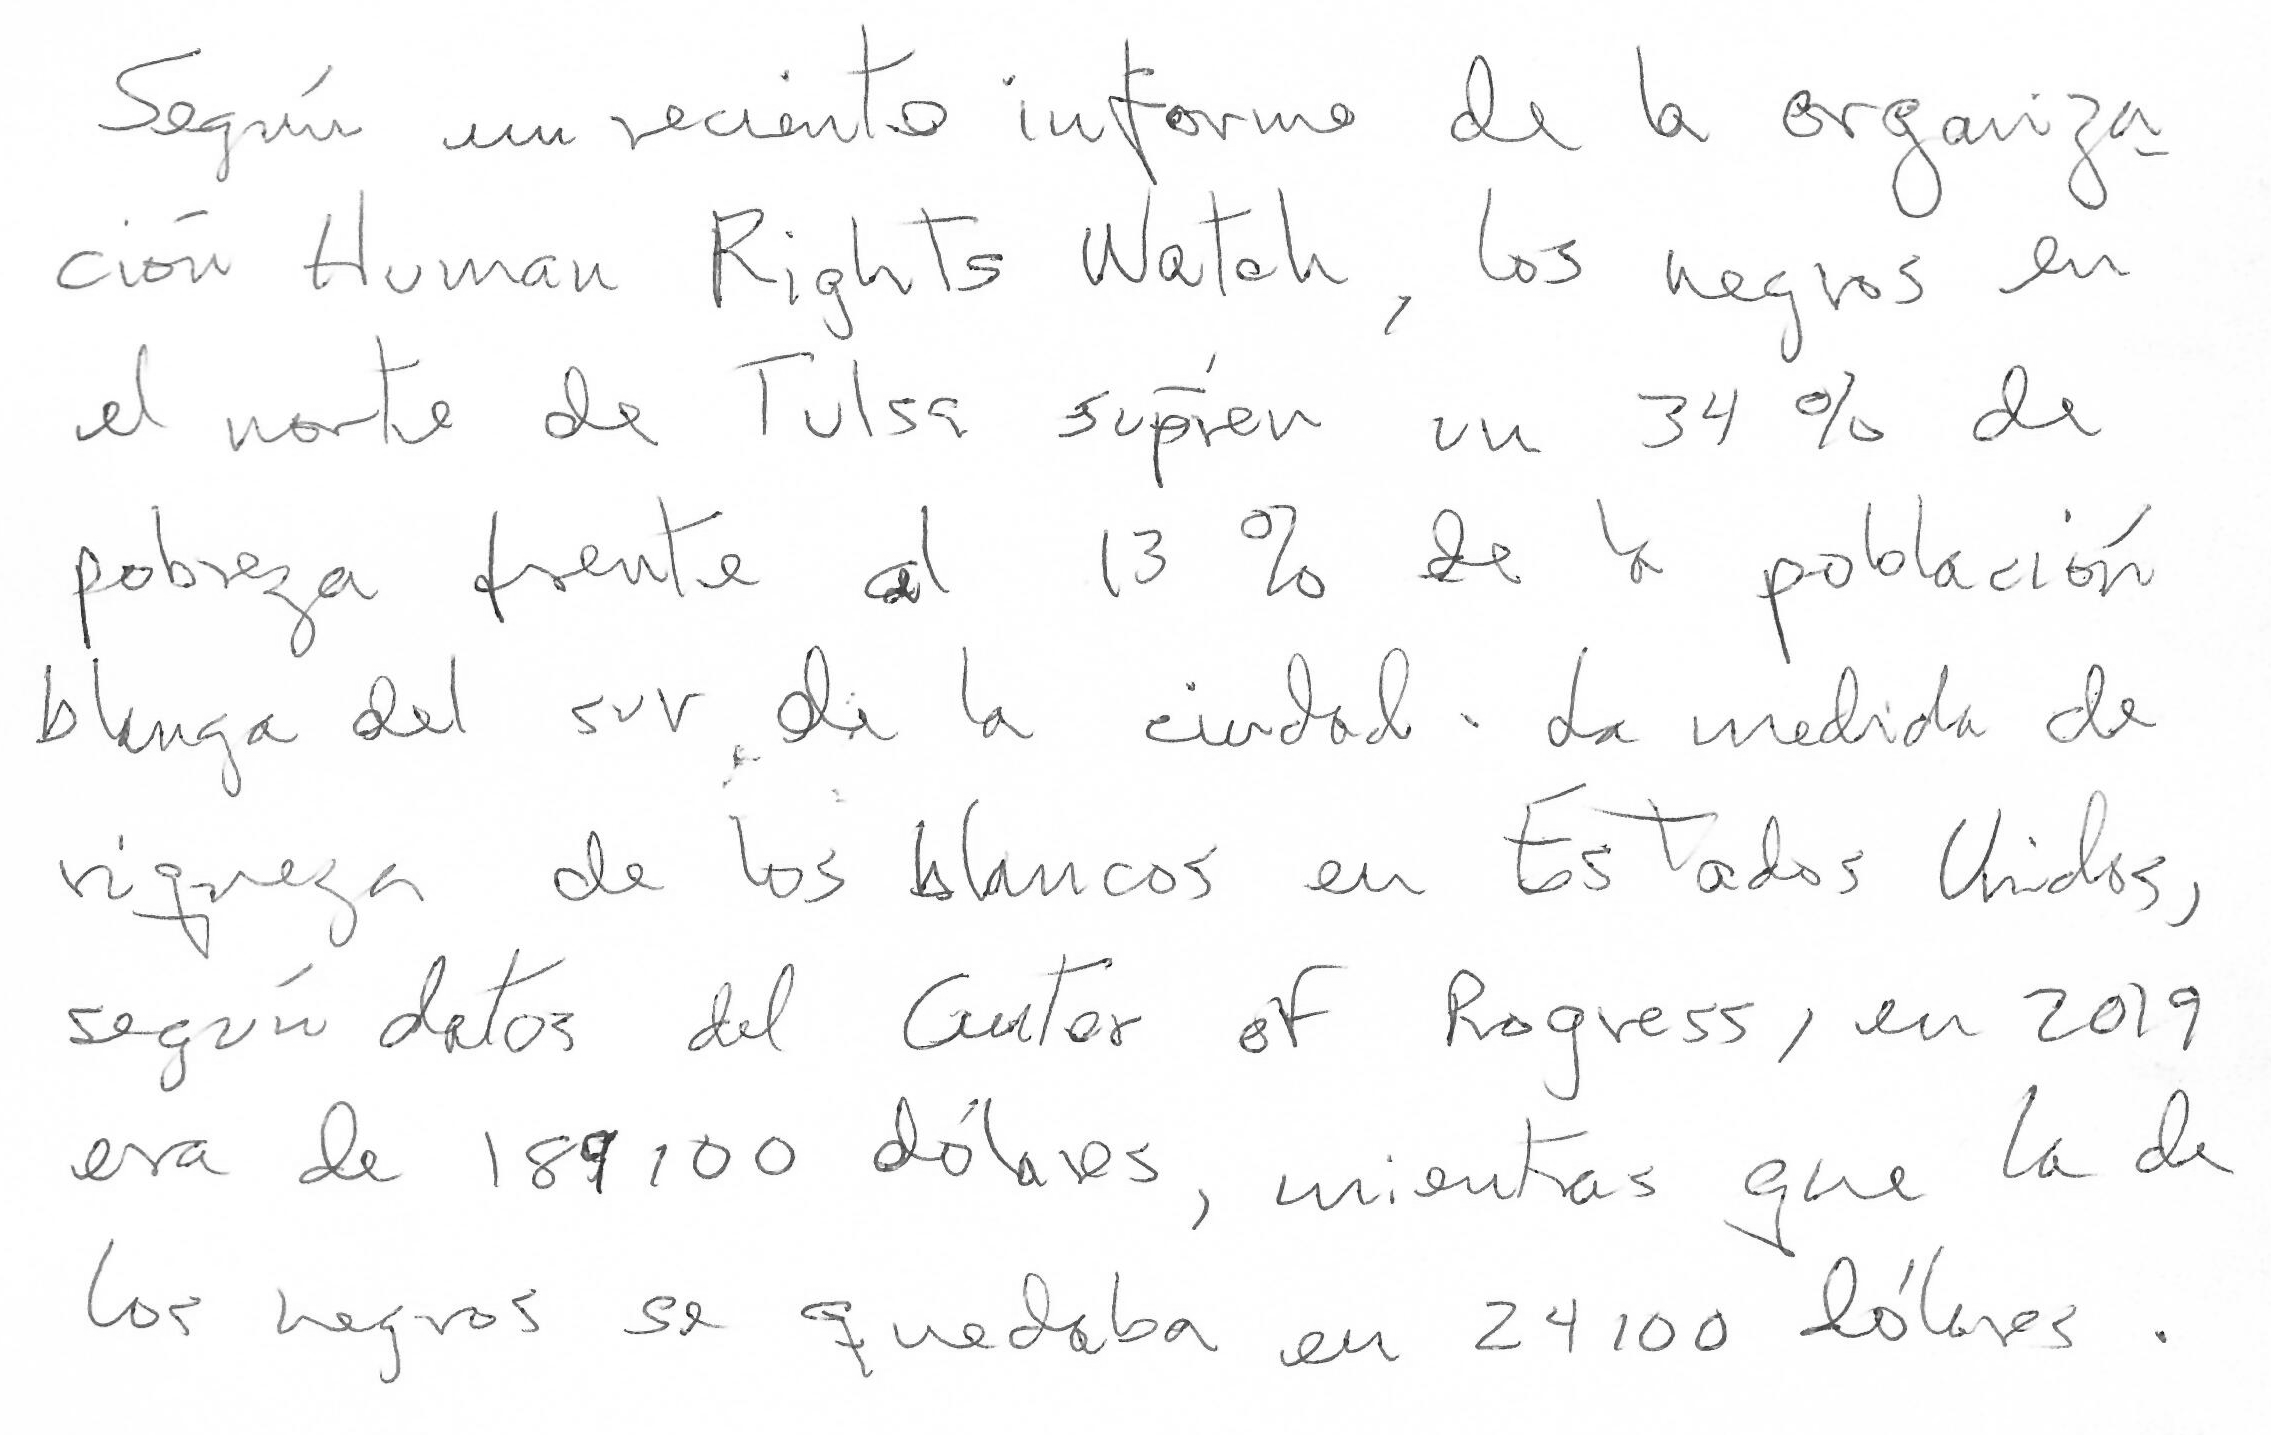 Según un reciente informe de la organiza-
ción Human Rights Watch, los negros en
el norte de Tulsa sufren un 34 % de
pobreza frente al 13 % de la población
blanca del sur de la ciudad. La medida de
riqueza de los blancos en Estados Unidos,
según datos del Center of Progress, en 2019
era de 189100 dólares, mientras que la de
los negros se quedaba en 24100 dólares.